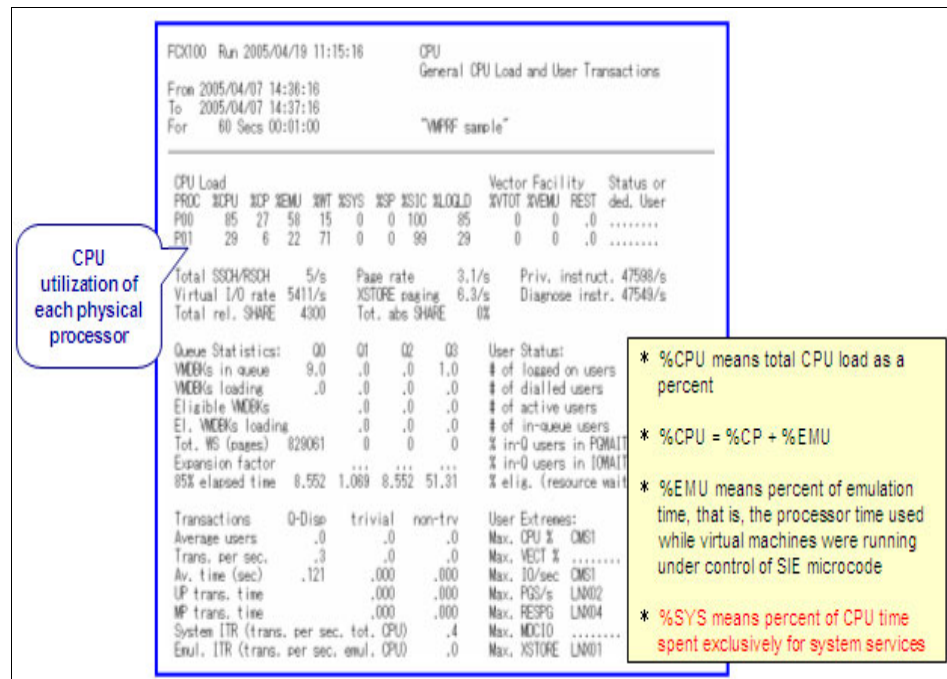 FCX100 Run 2005/04/19 11:15:16 CPU
General CPU Load and User Transactions
From 2005/04/07 14:36:16
To 2005/04/07 14:37:16
For 60 Secs 00:01:00 "VMPRF sample"
CPU Load Vector Facility Status or
PROC %CPU %CP %EMU %WT %SYS %SP %SIC %LOGLD %VTOT %VEMU REST ded. User
P00 85 27 58 15 0 0 100 85 0 0 .0 ........
P01 29 6 22 71 0 0 99 29 0 0 .0 ........
Total SSCH/RSCH 5/s Page rate 3.1/s Priv. instruct. 47598/s
Virtual I/O rate 5411/s XSTORE paging 6.3/s Diagnose instr. 47549/s
Total rel. SHARE 4300 Tot. abs SHARE 0%
Queue Statistics: Q0 Q1 Q2 Q3 User Status:
VMDBKs in queue 9.0 .0 .0 1.0 # of logged on users
VMDBKs loading .0 .0 .0 .0 # of dialled users
Eligible VMDBKs .0 .0 .0 # of active users
El. VMDBKs loading .0 .0 .0 # of in-queue users
Tot. WS (pages) 829061 0 0 0 % in-Q users in PGWAIT
Expansion factor ... ... ... % in-Q users in IOWAIT
85% elapsed time 8.552 1.069 8.552 51.31 % elig. (resource wait
Transactions Q-Disp trivial non-trv User Extremes:
Average users .0 .0 .0 Max. CPU % CMS1
Trans. per sec. .3 .0 .0 Max. VECT % ........
Av. time (sec) .121 .000 .000 Max. IO/sec CMS1
UP trans. time .000 .000 Max. PGS/s LNX02
MP trans. time .000 .000 Max. RESPG LNX04
System ITR (trans. per sec. tot. CPU) .4 Max. MDCIO ........
Emul. ITR (trans. per sec. emul. CPU) .0 Max. XSTORE LNX01
CPU
utilization of
each physical
processor
* %CPU means total CPU load as a
percent
* %CPU = %CP + %EMU
* %EMU means percent of emulation
time, that is, the processor time used
while virtual machines were running
under control of SIE microcode
* %SYS means percent of CPU time
spent exclusively for system services